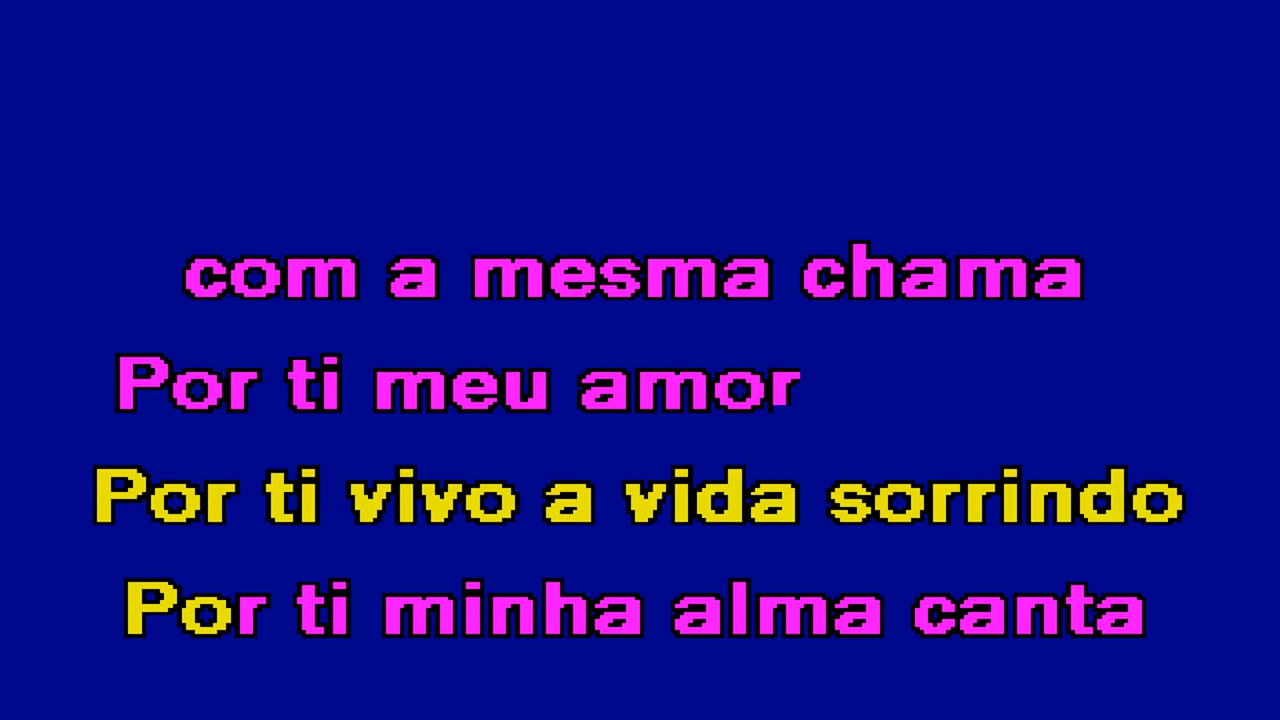 com a mesma chama
Por ti meu amor
Por ti vivo a vida sorrindo
Por ti minha alma canta